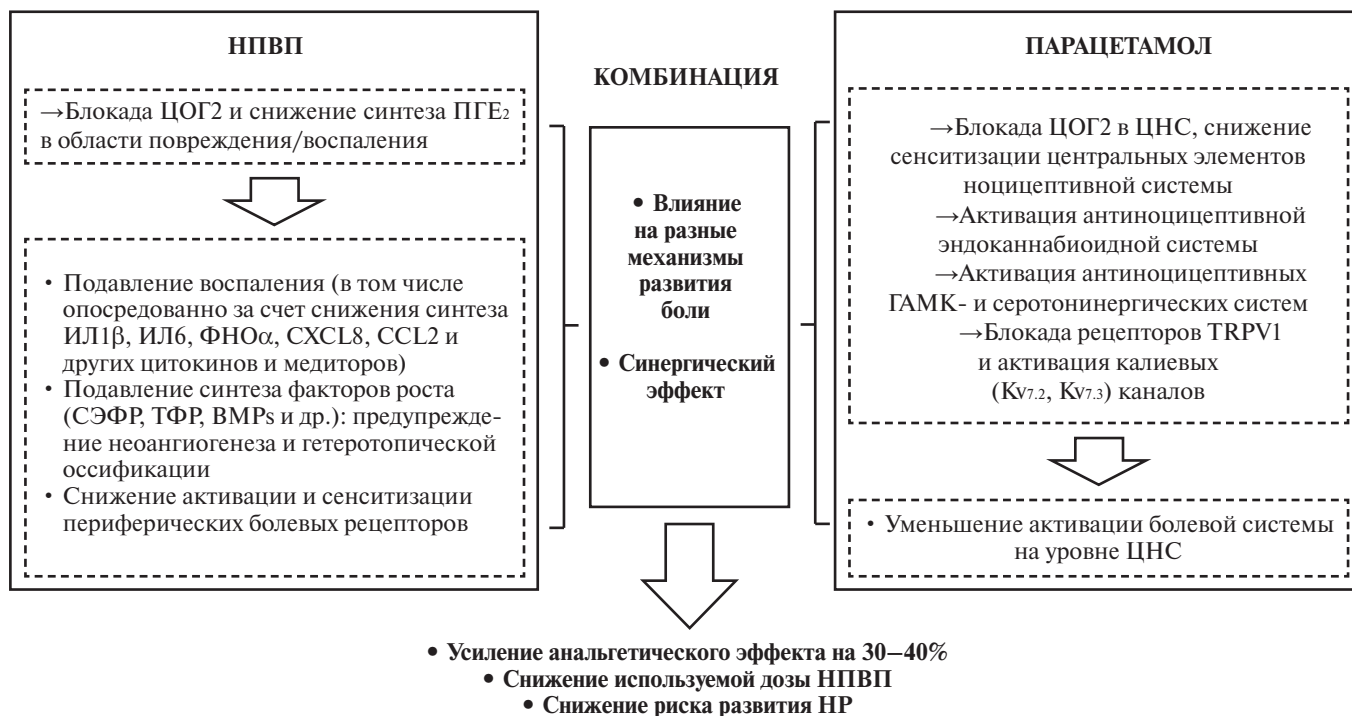 НПВП
→Блокада ЦОГ2 и снижение синтеза ПГЕ2
в области повреждения/воспаления
• Подавление воспаления (в том числе
опосредованно за счет снижения синтеза
ИЛ1β, ИЛ6, ФНОα, CXCL8, CCL2 и
других цитокинов и медиторов)
• Подавление синтеза факторов роста
(СЭФР, ТФР, BMPs и др.): предупрежде-
ние неоангиогенеза и гетеротопической
оссификации
• Снижение активации и сенситизации
периферических болевых рецепторов
КОМБИНАЦИЯ
• Влияние
на разные
механизмы
развития
боли
• Синергический
эффект
ПАРАЦЕТАМОЛ
→Блокада ЦОГ2 в ЦНС, снижение
сенситизации центральных элементов
ноцицептивной системы
→Активация антиноцицептивной
эндоканнабиоидной системы
→Активация антиноцицептивных
ГАМК- и серотонинергических систем
→Блокада рецепторов TRPV1
и активация калиевых
(Kv7.2, Kv7.3) каналов
• Уменьшение активации болевой системы
на уровне ЦНС
• Усиление анальгетического эффекта на 30–40%
• Снижение используемой дозы НПВП
• Снижение риска развития НР